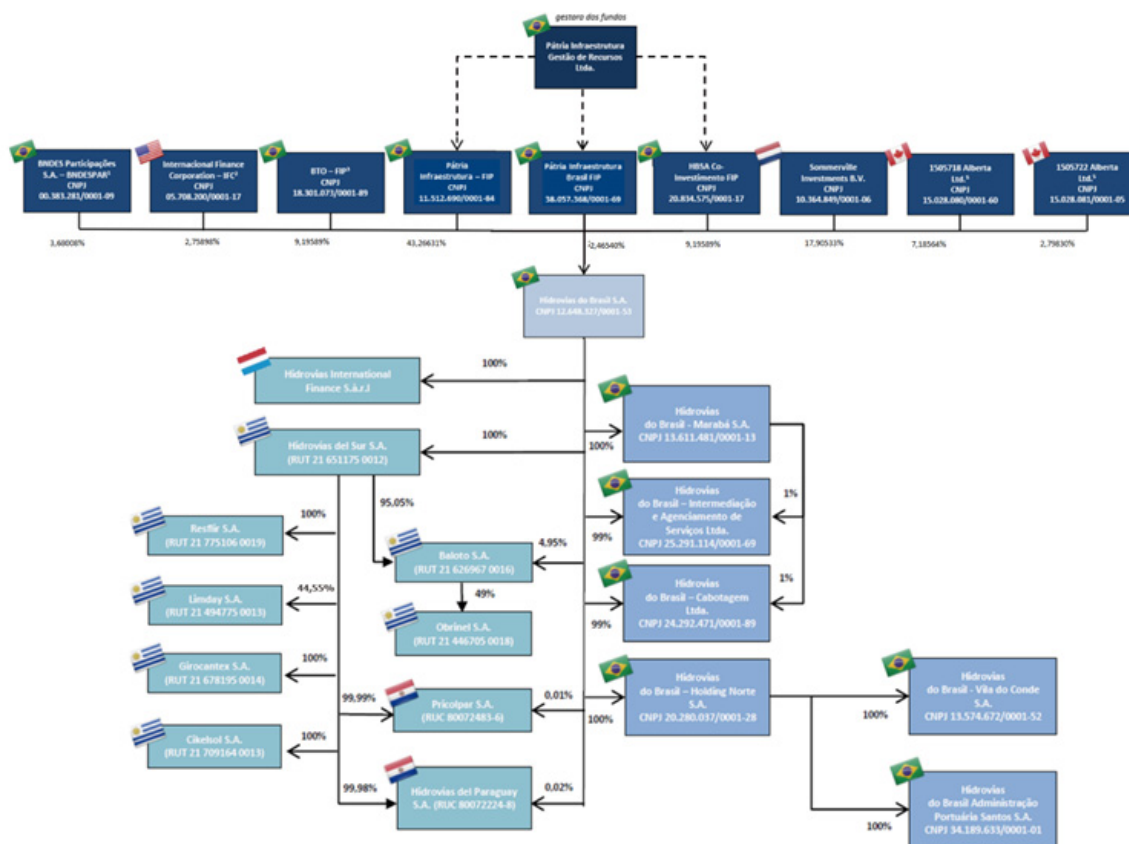 gestora dos fundos
Pátria Infraestrutura
Gestão de Recursos
Ltda.
BNDES Participações
S.A. – BNDESPAR¹
CNPJ
00.383.281/0001-09
Internacional Finance
Corporation – IFC²
CNPJ
05.708.200/0001-17
BTO – FIP³
CNPJ
18.301.073/0001-89
Pátria
Infraestrutura – FIP
CNPJ
11.512.690/0001-84
Pátria Infraestrutura
Brasil FIP
CNPJ
38.057.368/0001-69
HBSA Co-
Investimento FIP
CNPJ
20.834.575/0001-17
Sommerville
Investments B.V.
CNPJ
10.364.849/0001-06
1505718 Alberta
Ltd.⁵
CNPJ
15.028.080/0001-60
1505722 Alberta
Ltd.⁵
CNPJ
15.028.081/0001-05
3,68008%
2,75898%
9,19589%
43,26631%
2,46540%
9,19589%
17,90533%
7,18564%
2,79830%
Hidrovias do Brasil S.A.
CNPJ 12.648.327/0001-53
100%
Hidrovias International
Finance S.à.r.l
100%
Hidrovias del Sur S.A.
(RUT 21 651175 0012)
100%
Hidrovias
do Brasil - Marabá S.A.
CNPJ 13.611.481/0001-13
95,05%
1%
100%
Resflir S.A.
(RUT 21 775106 0019)
Baloto S.A.
(RUT 21 626967 0016)
4,95%
99%
Hidrovias
do Brasil – Intermediação
e Agenciamento de
Serviços Ltda.
CNPJ 25.291.114/0001-69
44,55%
Limday S.A.
(RUT 21 494775 0013)
49%
Obrinel S.A.
(RUT 21 446705 0018)
1%
99%
Hidrovias
do Brasil – Cabotagem
Ltda.
CNPJ 24.292.471/0001-89
100%
Girocantex S.A.
(RUT 21 678195 0014)
99,99%
Pricolpar S.A.
(RUC 80072483-6)
0,01%
100%
Hidrovias
do Brasil – Holding Norte
S.A.
CNPJ 20.280.037/0001-28
100%
Hidrovias
do Brasil - Vila do Conde
S.A.
CNPJ 13.574.672/0001-52
100%
Cikelsol S.A.
(RUT 21 709164 0013)
99,98%
Hidrovias del Paraguay
S.A. (RUC 80072224-8)
0,02%
100%
Hidrovias
do Brasil Administração
Portuária Santos S.A.
CNPJ 34.189.633/0001-01